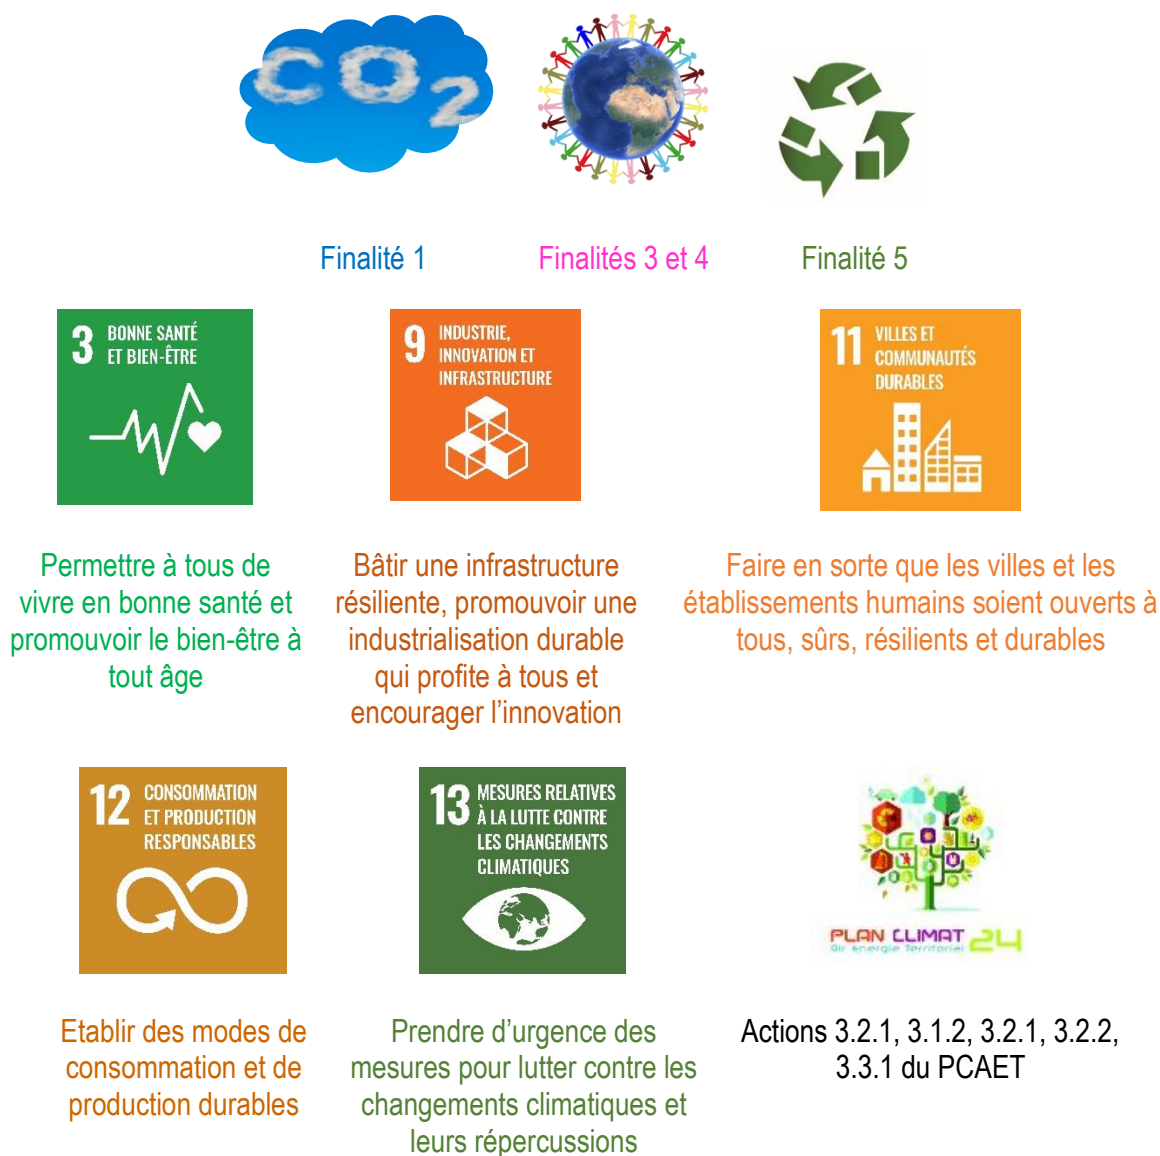 CO2
Finalité 1
Finalités 3 et 4
Finalité 5
3 BONNE SANTÉ
ET BIEN-ÊTRE
9 INDUSTRIE,
INNOVATION ET
INFRASTRUCTURE
11 VILLES ET
COMMUNAUTÉS
DURABLES
Permettre à tous de
vivre en bonne santé et
promouvoir le bien-être à
tout âge
Bâtir une infrastructure
résiliente, promouvoir une
industrialisation durable
qui profite à tous et
encourager l’innovation
Faire en sorte que les villes et les
établissements humains soient ouverts à
tous, sûrs, résilients et durables
12 CONSOMMATION
ET PRODUCTION
RESPONSABLES
13 MESURES RELATIVES
À LA LUTTE CONTRE
LES CHANGEMENTS
CLIMATIQUES
PLAN CLIMAT 24
Air Energie Territorial
Etablir des modes de
consommation et de
production durables
Prendre d’urgence des
mesures pour lutter contre les
changements climatiques et
leurs répercussions
Actions 3.2.1, 3.1.2, 3.2.1, 3.2.2,
3.3.1 du PCAET